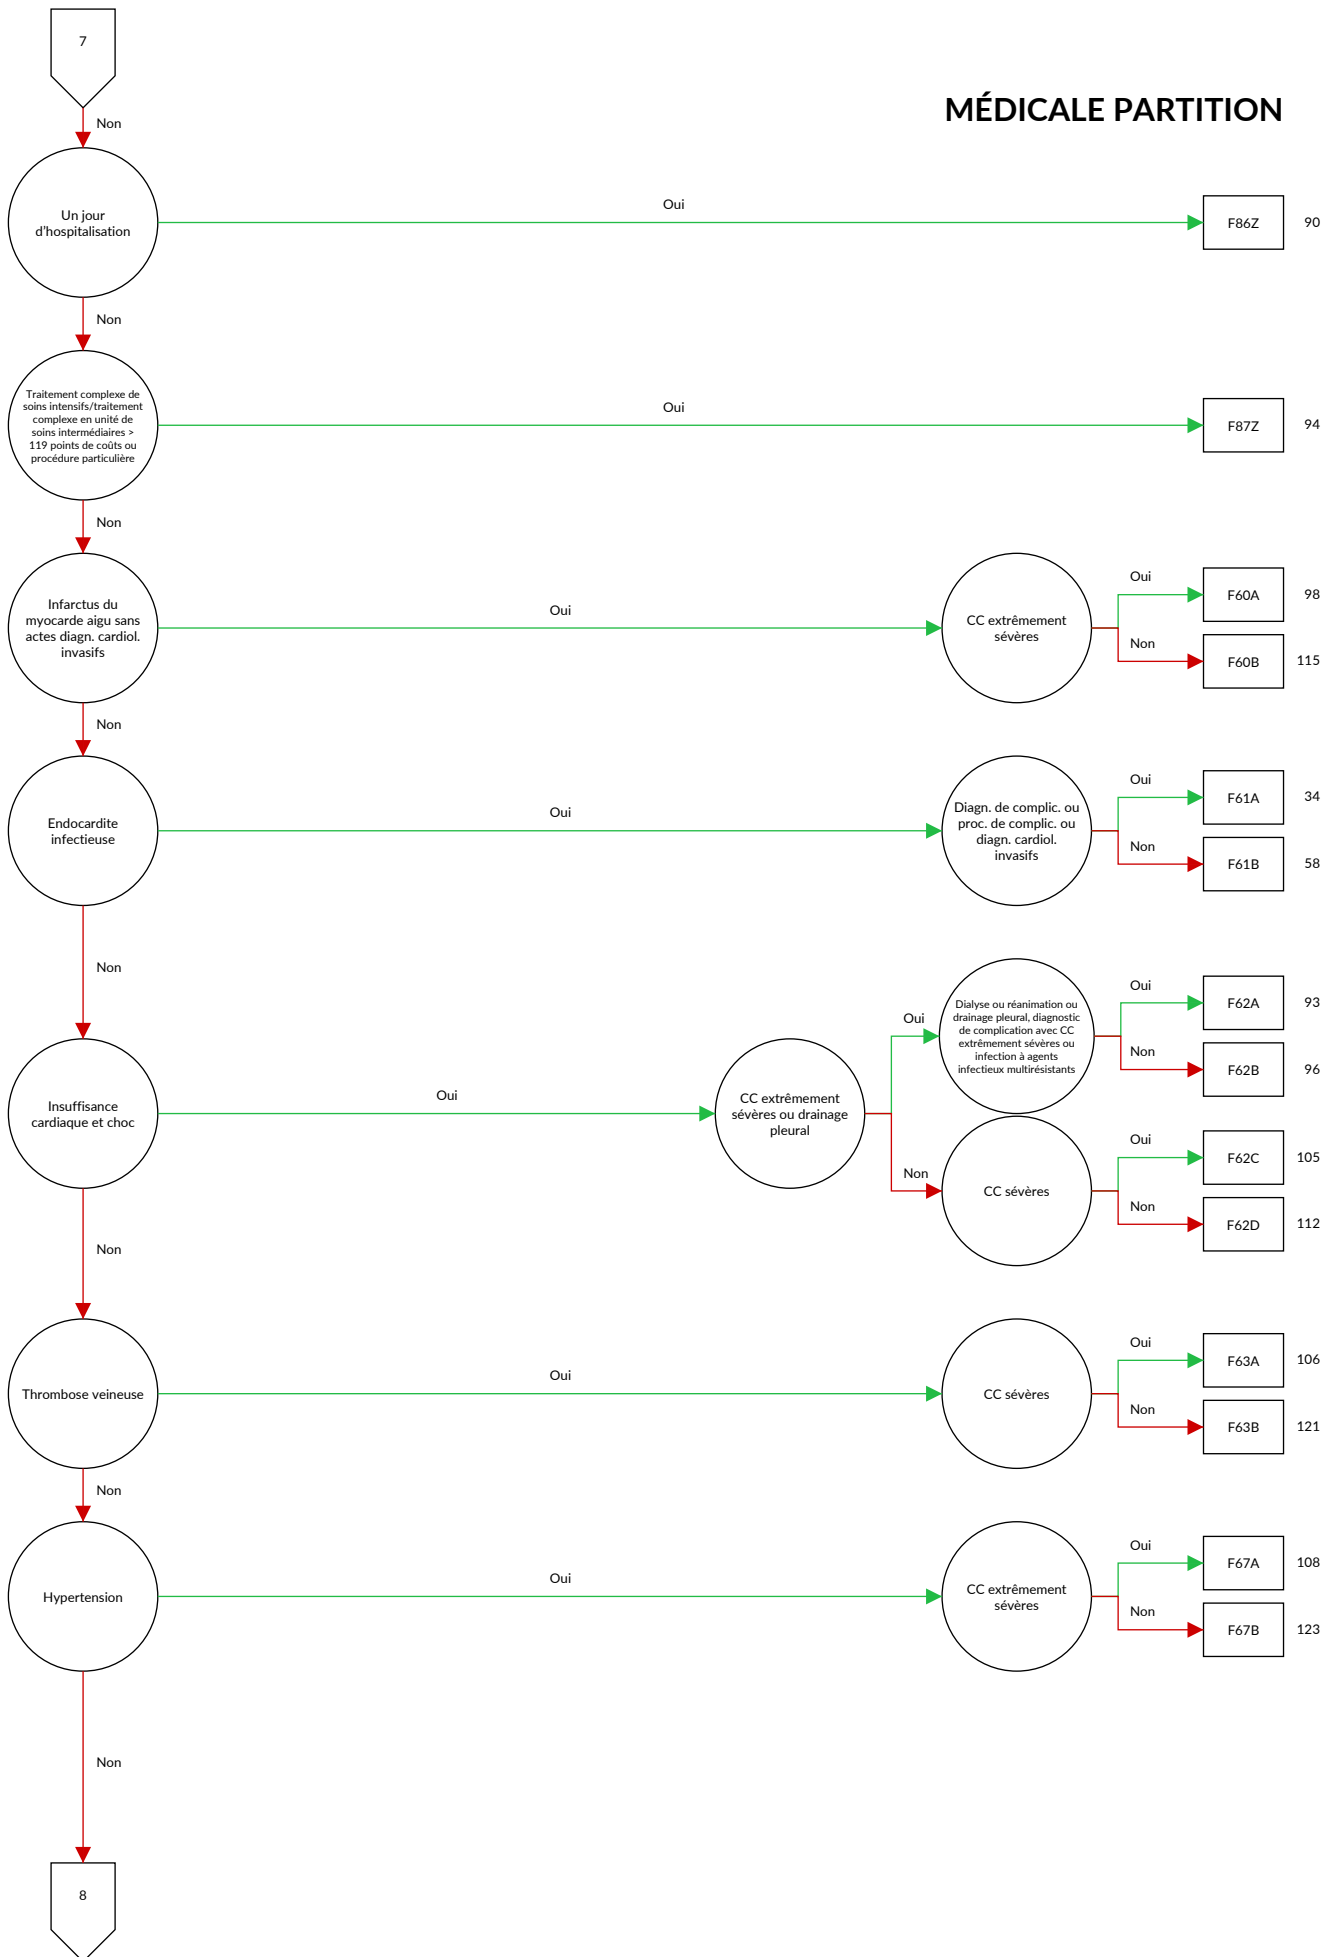 7
MÉDICALE PARTITION
Non
Un jour
d'hospitalisation
Oui
F86Z
90
Non
Traitement complexe de
soins intensifs/traitement
complexe en unité de
soins intermédiaires >
119 points de coûts ou
procédure particulière
Oui
F87Z
94
Non
Infarctus du
myocarde aigu sans
actes diagn. cardiol.
invasifs
Oui
CC extrêmement
sévères
Oui
F60A
98
Non
F60B
115
Non
Endocardite
infectieuse
Oui
Diagn. de complic. ou
proc. de complic. ou
diagn. cardiol.
invasifs
Oui
F61A
34
Non
F61B
58
Non
Insuffisance
cardiaque et choc
Oui
CC extrêmement
sévères ou drainage
pleural
Oui
Dialyse ou réanimation ou
drainage pleural, diagnostic
de complication avec CC
extrêmement sévères ou
infection à agents
infectieux multirésistants
Oui
F62A
93
Non
F62B
96
Non
CC sévères
Oui
F62C
105
Non
F62D
112
Non
Thrombose veineuse
Oui
CC sévères
Oui
F63A
106
Non
F63B
121
Non
Hypertension
Oui
CC extrêmement
sévères
Oui
F67A
108
Non
F67B
123
Non
8